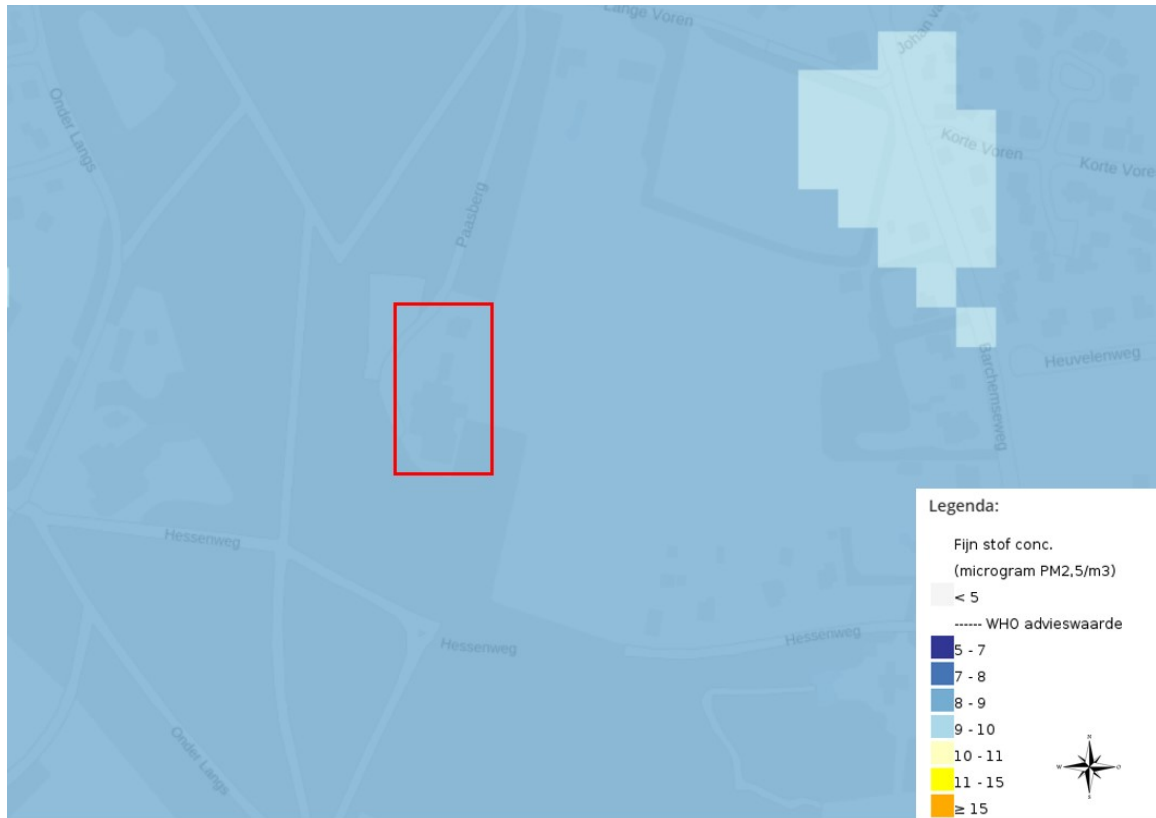 Lange Voren
Johan va
Onder Langs
Korte Voren
Korte Vore
Paasberg
Barchemseweg
Heuvelenweg
Hessenweg
Hessenweg
Hessenweg
Onder Langs
Legenda:
Fijn stof conc.
(microgram PM2,5/m3)
< 5
------ WHO advieswaarde
5 - 7
7 - 8
8 - 9
9 - 10
10 - 11
11 - 15
≥ 15
N
W O
S